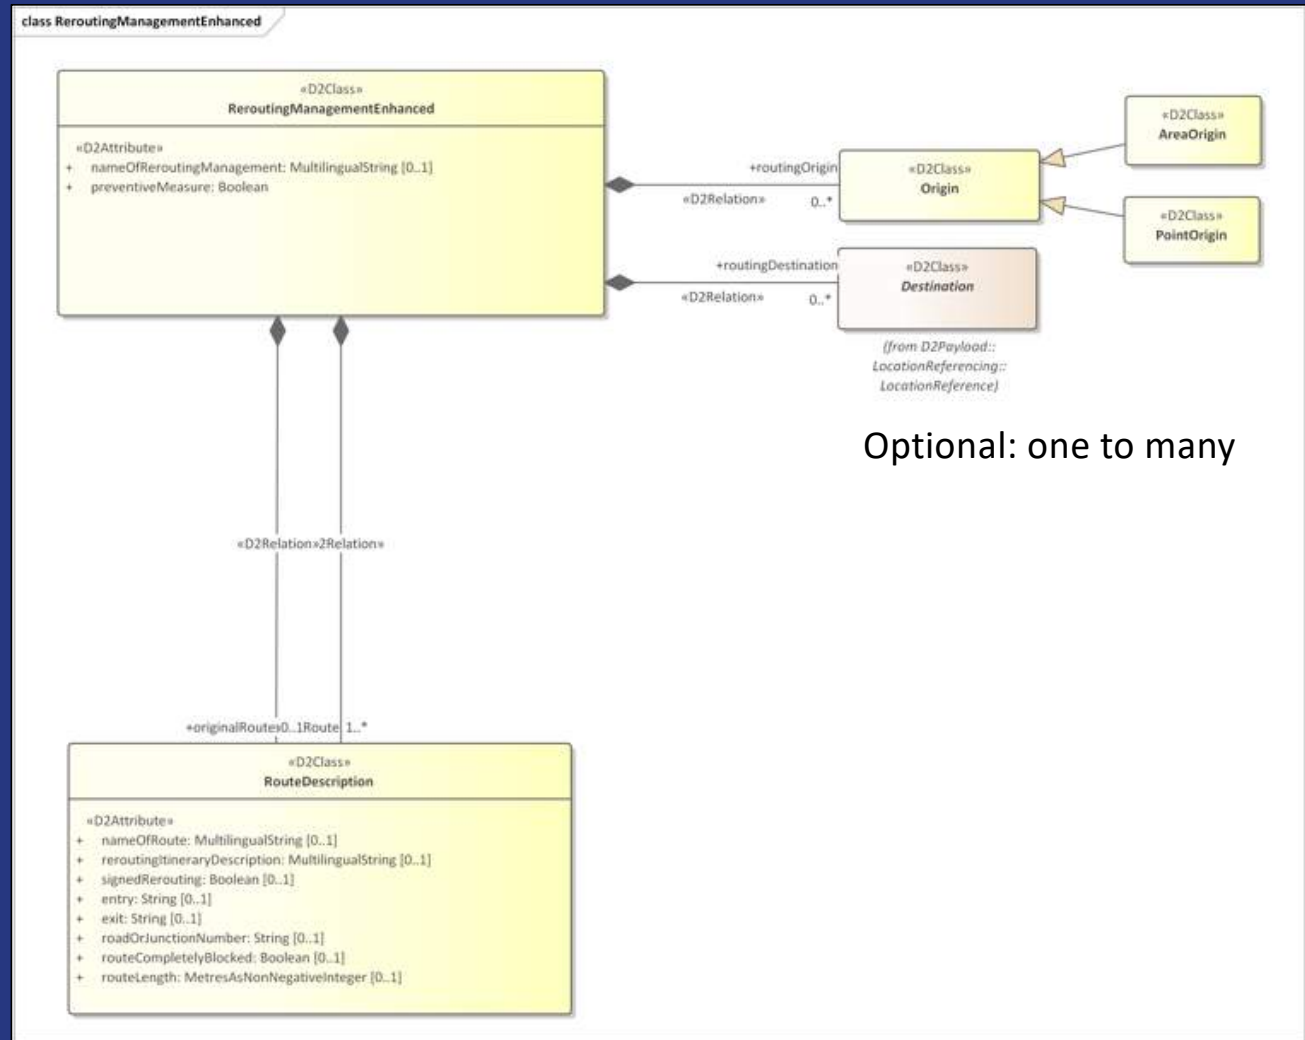 class ReroutingManagementEnhanced
«D2Class»
ReroutingManagementEnhanced
«D2Attribute»
+ nameOfReroutingManagement: MultilingualString [0..1]
+ preventiveMeasure: Boolean
+routingOrigin
«D2Relation» 0..*
«D2Class»
Origin
«D2Class»
AreaOrigin
«D2Class»
PointOrigin
+routingDestination
«D2Relation» 0..*
«D2Class»
Destination
(from D2Payload::
LocationReferencing::
LocationReference)
Optional: one to many
«D2Relation»2Relation»
+originalRoute 0..1Route 1..*
«D2Class»
RouteDescription
«D2Attribute»
+ nameOfRoute: MultilingualString [0..1]
+ reroutingItineraryDescription: MultilingualString [0..1]
+ signedRerouting: Boolean [0..1]
+ entry: String [0..1]
+ exit: String [0..1]
+ roadOrJunctionNumber: String [0..1]
+ routeCompletelyBlocked: Boolean [0..1]
+ routeLength: MetresAsNonNegativeInteger [0..1]